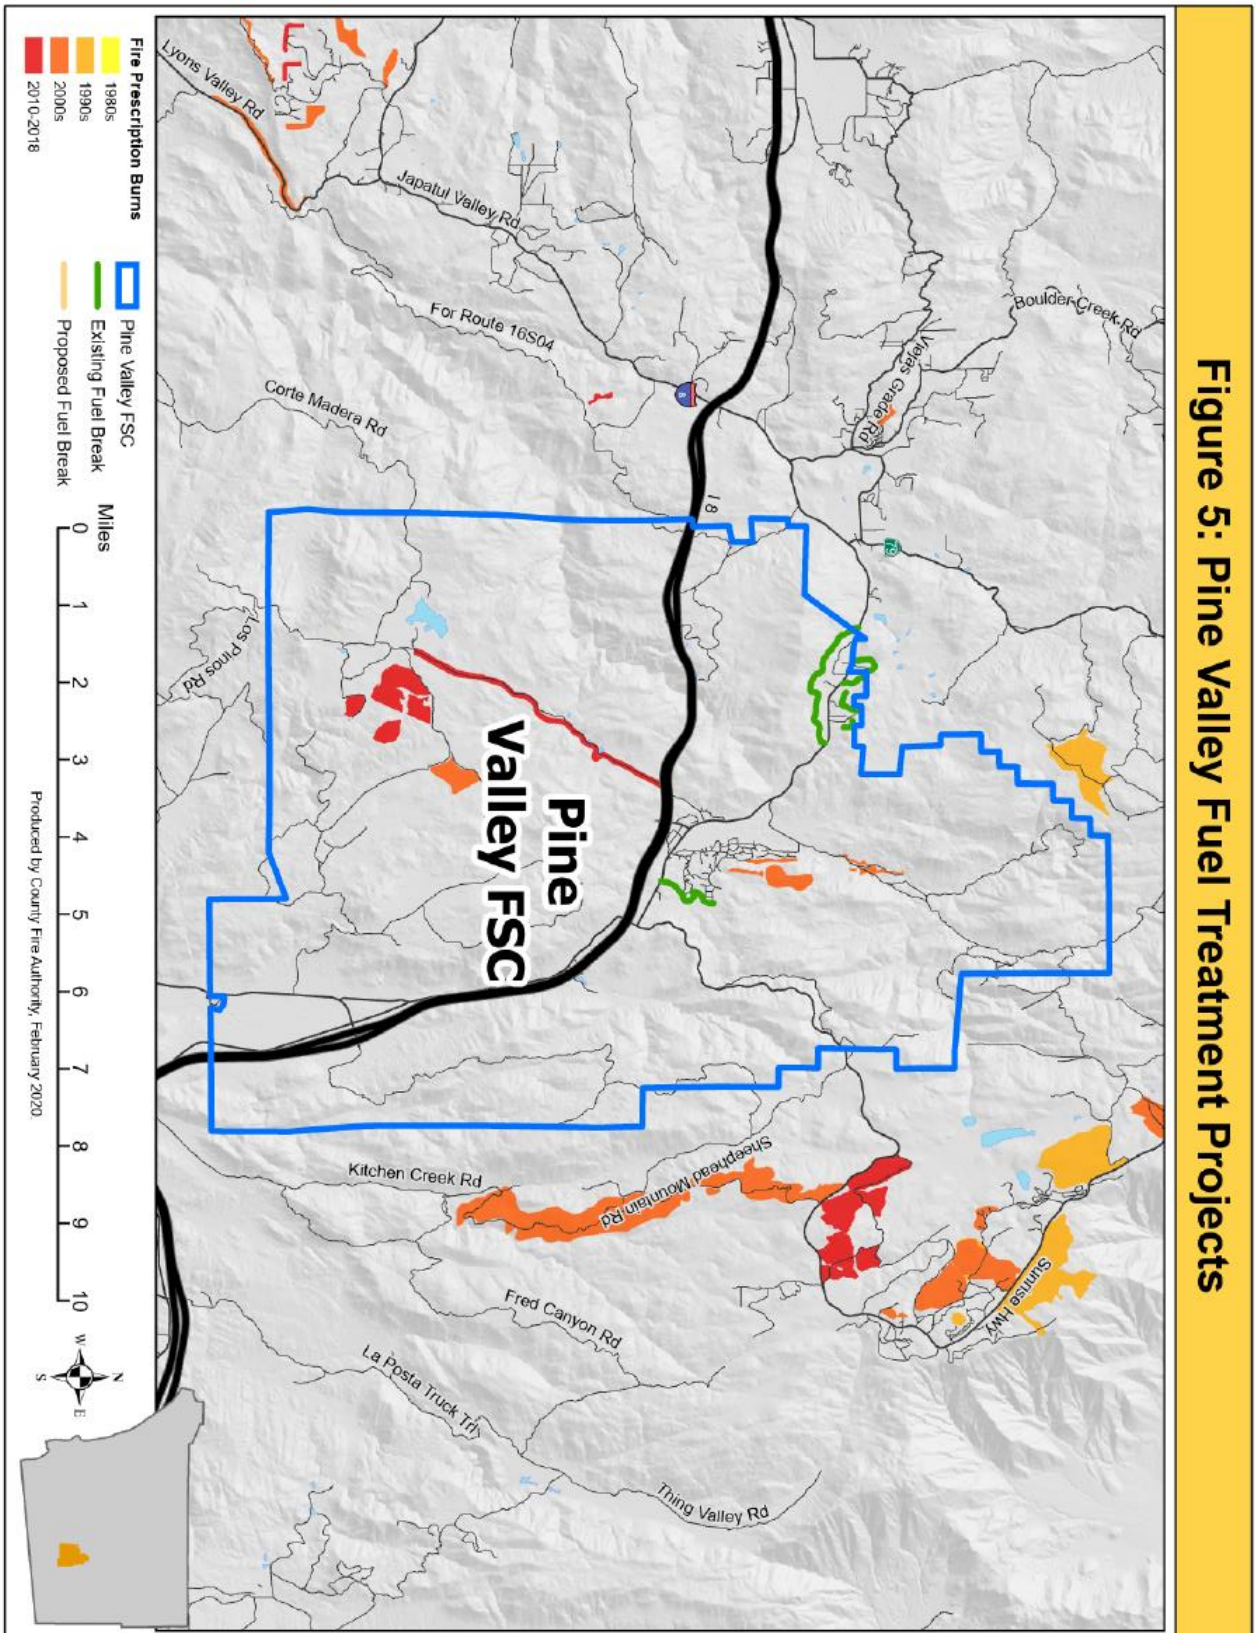 Figure 5: Pine Valley Fuel Treatment Projects
Boulder Creek Rd
Viejas Grade Rd
79
Sunrise Hwy
I 8
8
Lyons Valley Rd
Japatul Valley Rd
For Route 16S04
Corte Madera Rd
Los Pinos Rd
Pine
Valley FSC
Sheephead Mountain Rd
Kitchen Creek Rd
Fred Canyon Rd
La Posta Truck Trl
Thing Valley Rd
Fire Prescription Burns
1980s
1990s
2000s
2010-2018
Pine Valley FSC
Existing Fuel Break
Proposed Fuel Break
Miles
0 1 2 3 4 5 6 7 8 9 10
Produced by County Fire Authority, February 2020.
N
W E
S